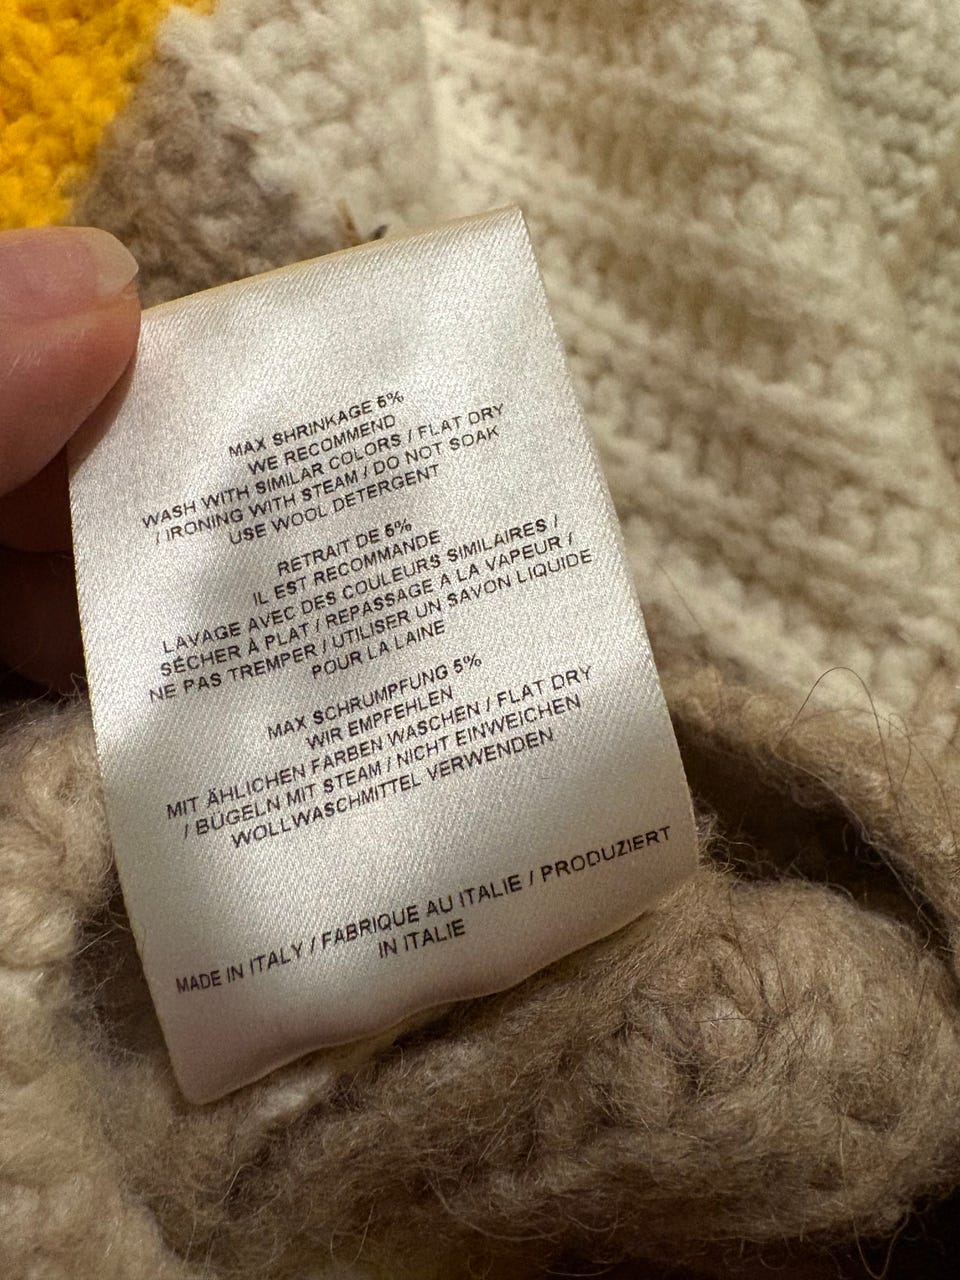 MAX SHRINKAGE 5%
WE RECOMMEND
WASH WITH SIMILAR COLORS / FLAT DRY
/ IRONING WITH STEAM / DO NOT SOAK
USE WOOL DETERGENT
RETRAIT DE 5%
IL EST RECOMMANDE
LAVAGE AVEC DES COULEURS SIMILAIRES /
SÉCHER À PLAT / REPASSAGE A LA VAPEUR /
NE PAS TREMPER / UTILISER UN SAVON LIQUIDE
POUR LA LAINE
MAX SCHRUMPFUNG 5%
WIR EMPFEHLEN
MIT ÄHLICHEN FARBEN WASCHEN / FLAT DRY
/ BÜGELN MIT STEAM / NICHT EINWEICHEN
WOLLWASCHMITTEL VERWENDEN
MADE IN ITALY / FABRIQUE AU ITALIE / PRODUZIERT
IN ITALIE